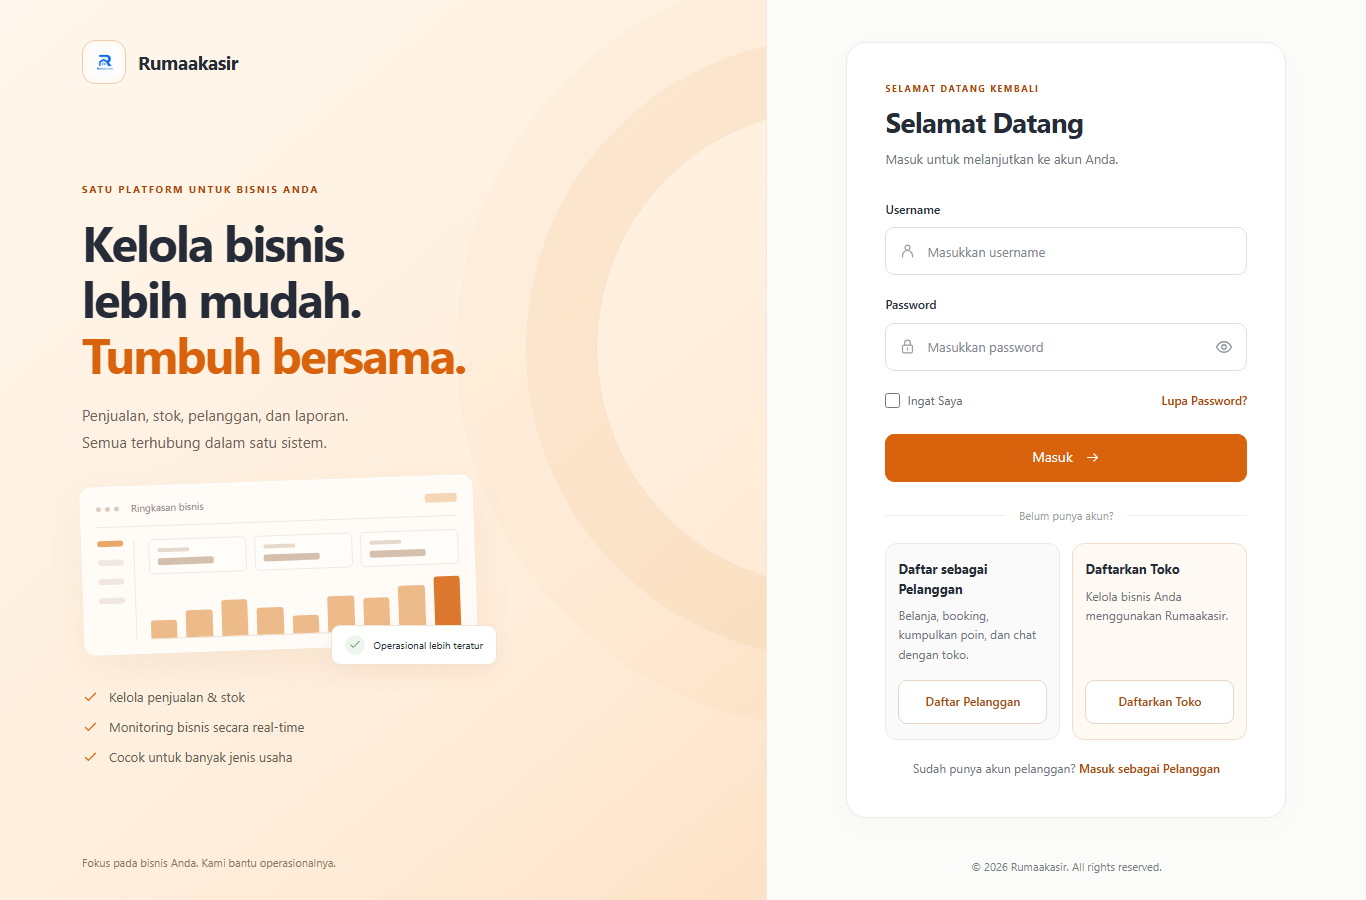 Rumaakasir
SATU PLATFORM UNTUK BISNIS ANDA
Kelola bisnis
lebih mudah.
Tumbuh bersama.
Penjualan, stok, pelanggan, dan laporan.
Semua terhubung dalam satu sistem.
Ringkasan bisnis
Operasional lebih teratur
Kelola penjualan & stok
Monitoring bisnis secara real-time
Cocok untuk banyak jenis usaha
Fokus pada bisnis Anda. Kami bantu operasionalnya.
SELAMAT DATANG KEMBALI
Selamat Datang
Masuk untuk melanjutkan ke akun Anda.
Username
Masukkan username
Password
Masukkan password
Ingat Saya
Lupa Password?
Masuk →
Belum punya akun?
Daftar sebagai
Pelanggan
Belanja, booking,
kumpulkan poin, dan chat
dengan toko.
Daftar Pelanggan
Daftarkan Toko
Kelola bisnis Anda
menggunakan Rumaakasir.
Daftarkan Toko
Sudah punya akun pelanggan? Masuk sebagai Pelanggan
© 2026 Rumaakasir. All rights reserved.